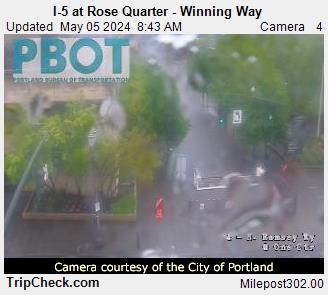 I-5 at Rose Quarter - Winning Way
Updated May 05 2024 8:43 AM Camera 4
PBOT
PORTLAND BUREAU OF TRANSPORTATION
Camera courtesy of the City of Portland
TripCheck.com Milepost302.00